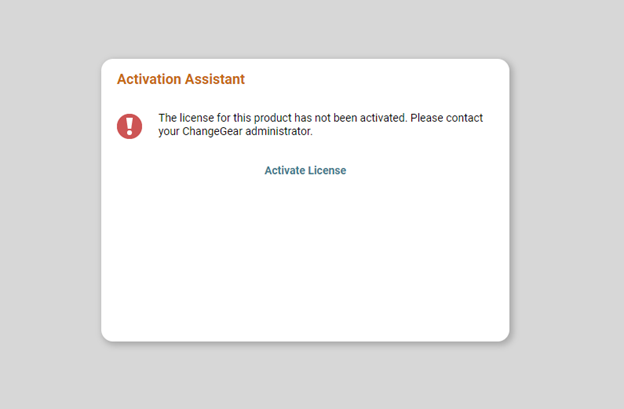 Activation Assistant
The license for this product has not been activated. Please contact
your ChangeGear administrator.
Activate License